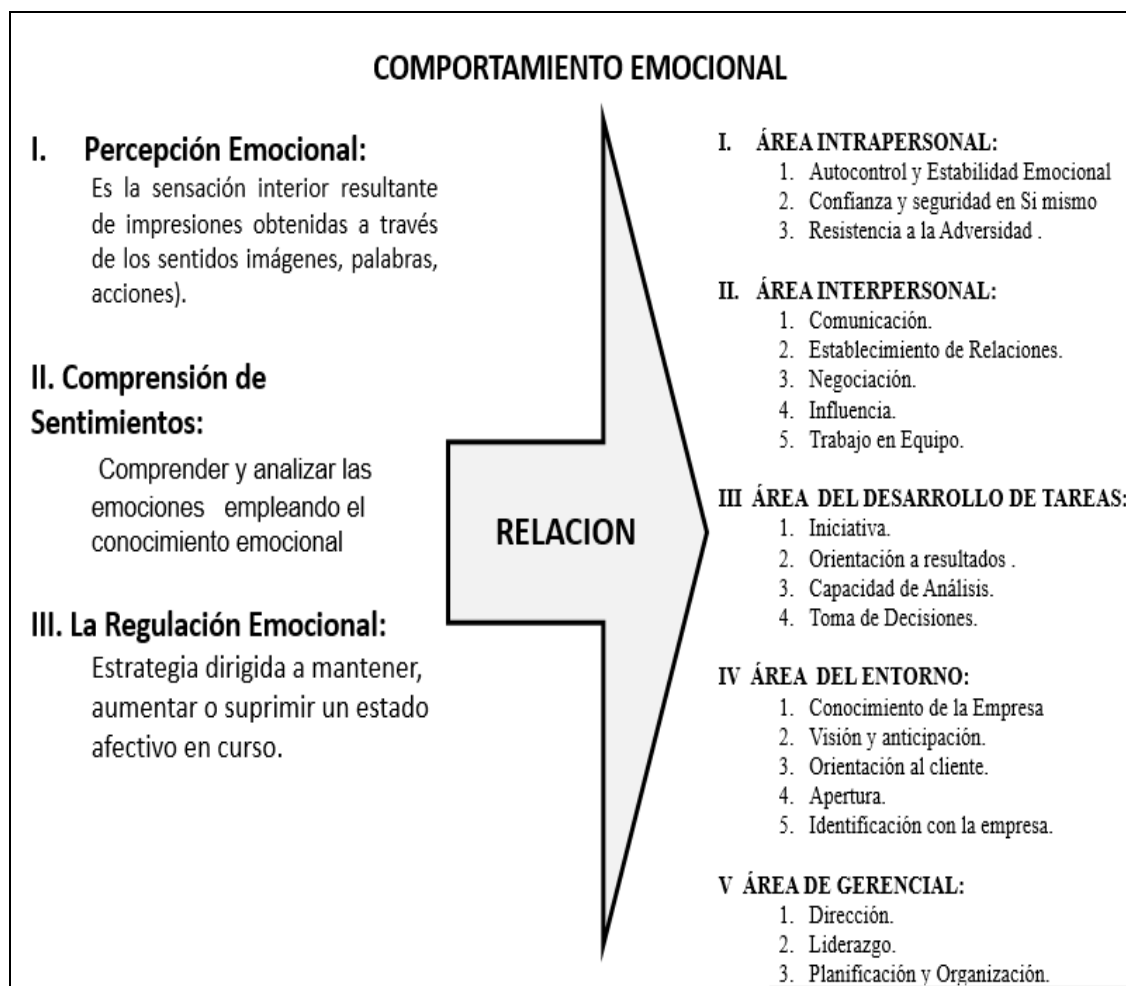 COMPORTAMIENTO EMOCIONAL
I. Percepción Emocional:
Es la sensación interior resultante
de impresiones obtenidas a través
de los sentidos imágenes, palabras,
acciones).
II. Comprensión de
Sentimientos:
Comprender y analizar las
emociones empleando el
conocimiento emocional
III. La Regulación Emocional:
Estrategia dirigida a mantener,
aumentar o suprimir un estado
afectivo en curso.
RELACION
I. ÁREA INTRAPERSONAL:
1. Autocontrol y Estabilidad Emocional
2. Confianza y seguridad en Si mismo
3. Resistencia a la Adversidad .
II. ÁREA INTERPERSONAL:
1. Comunicación.
2. Establecimiento de Relaciones.
3. Negociación.
4. Influencia.
5. Trabajo en Equipo.
III ÁREA DEL DESARROLLO DE TAREAS:
1. Iniciativa.
2. Orientación a resultados .
3. Capacidad de Análisis.
4. Toma de Decisiones.
IV ÁREA DEL ENTORNO:
1. Conocimiento de la Empresa
2. Visión y anticipación.
3. Orientación al cliente.
4. Apertura.
5. Identificación con la empresa.
V ÁREA DE GERENCIAL:
1. Dirección.
2. Liderazgo.
3. Planificación y Organización.